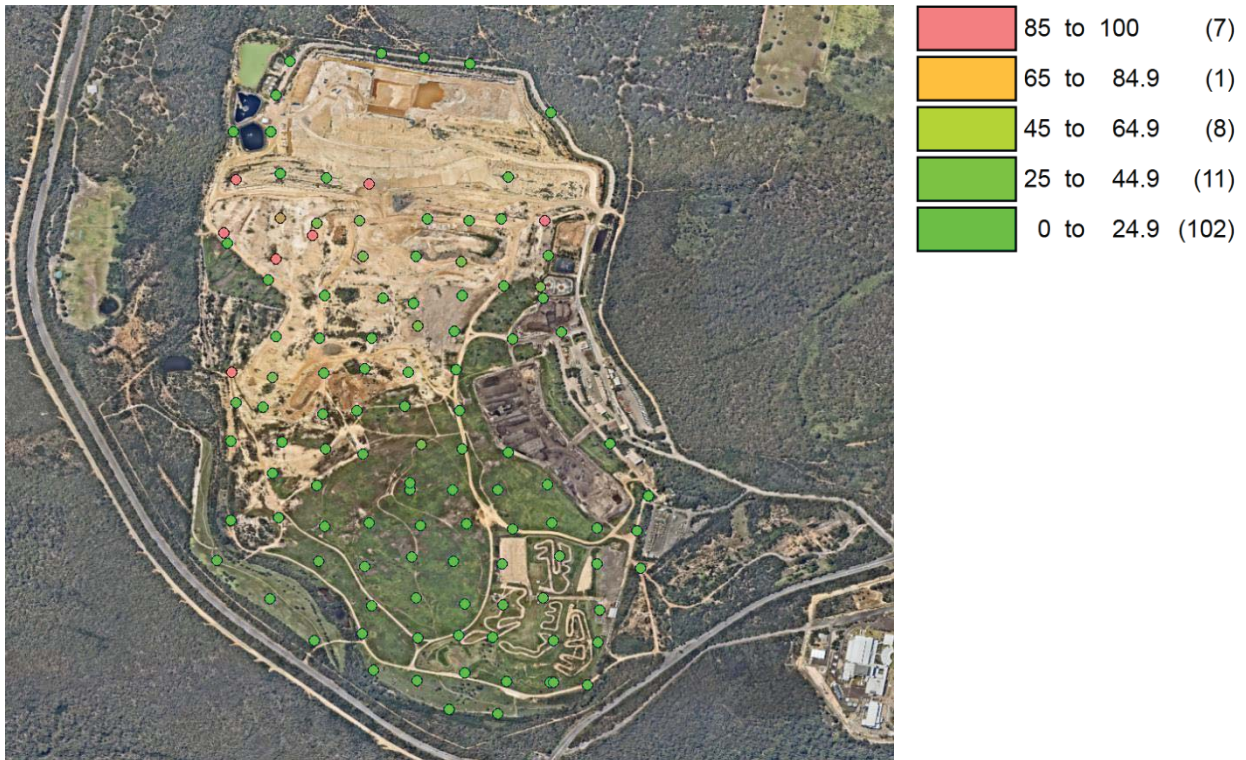 85 to 100 (7)
65 to 84.9 (1)
45 to 64.9 (8)
25 to 44.9 (11)
0 to 24.9 (102)